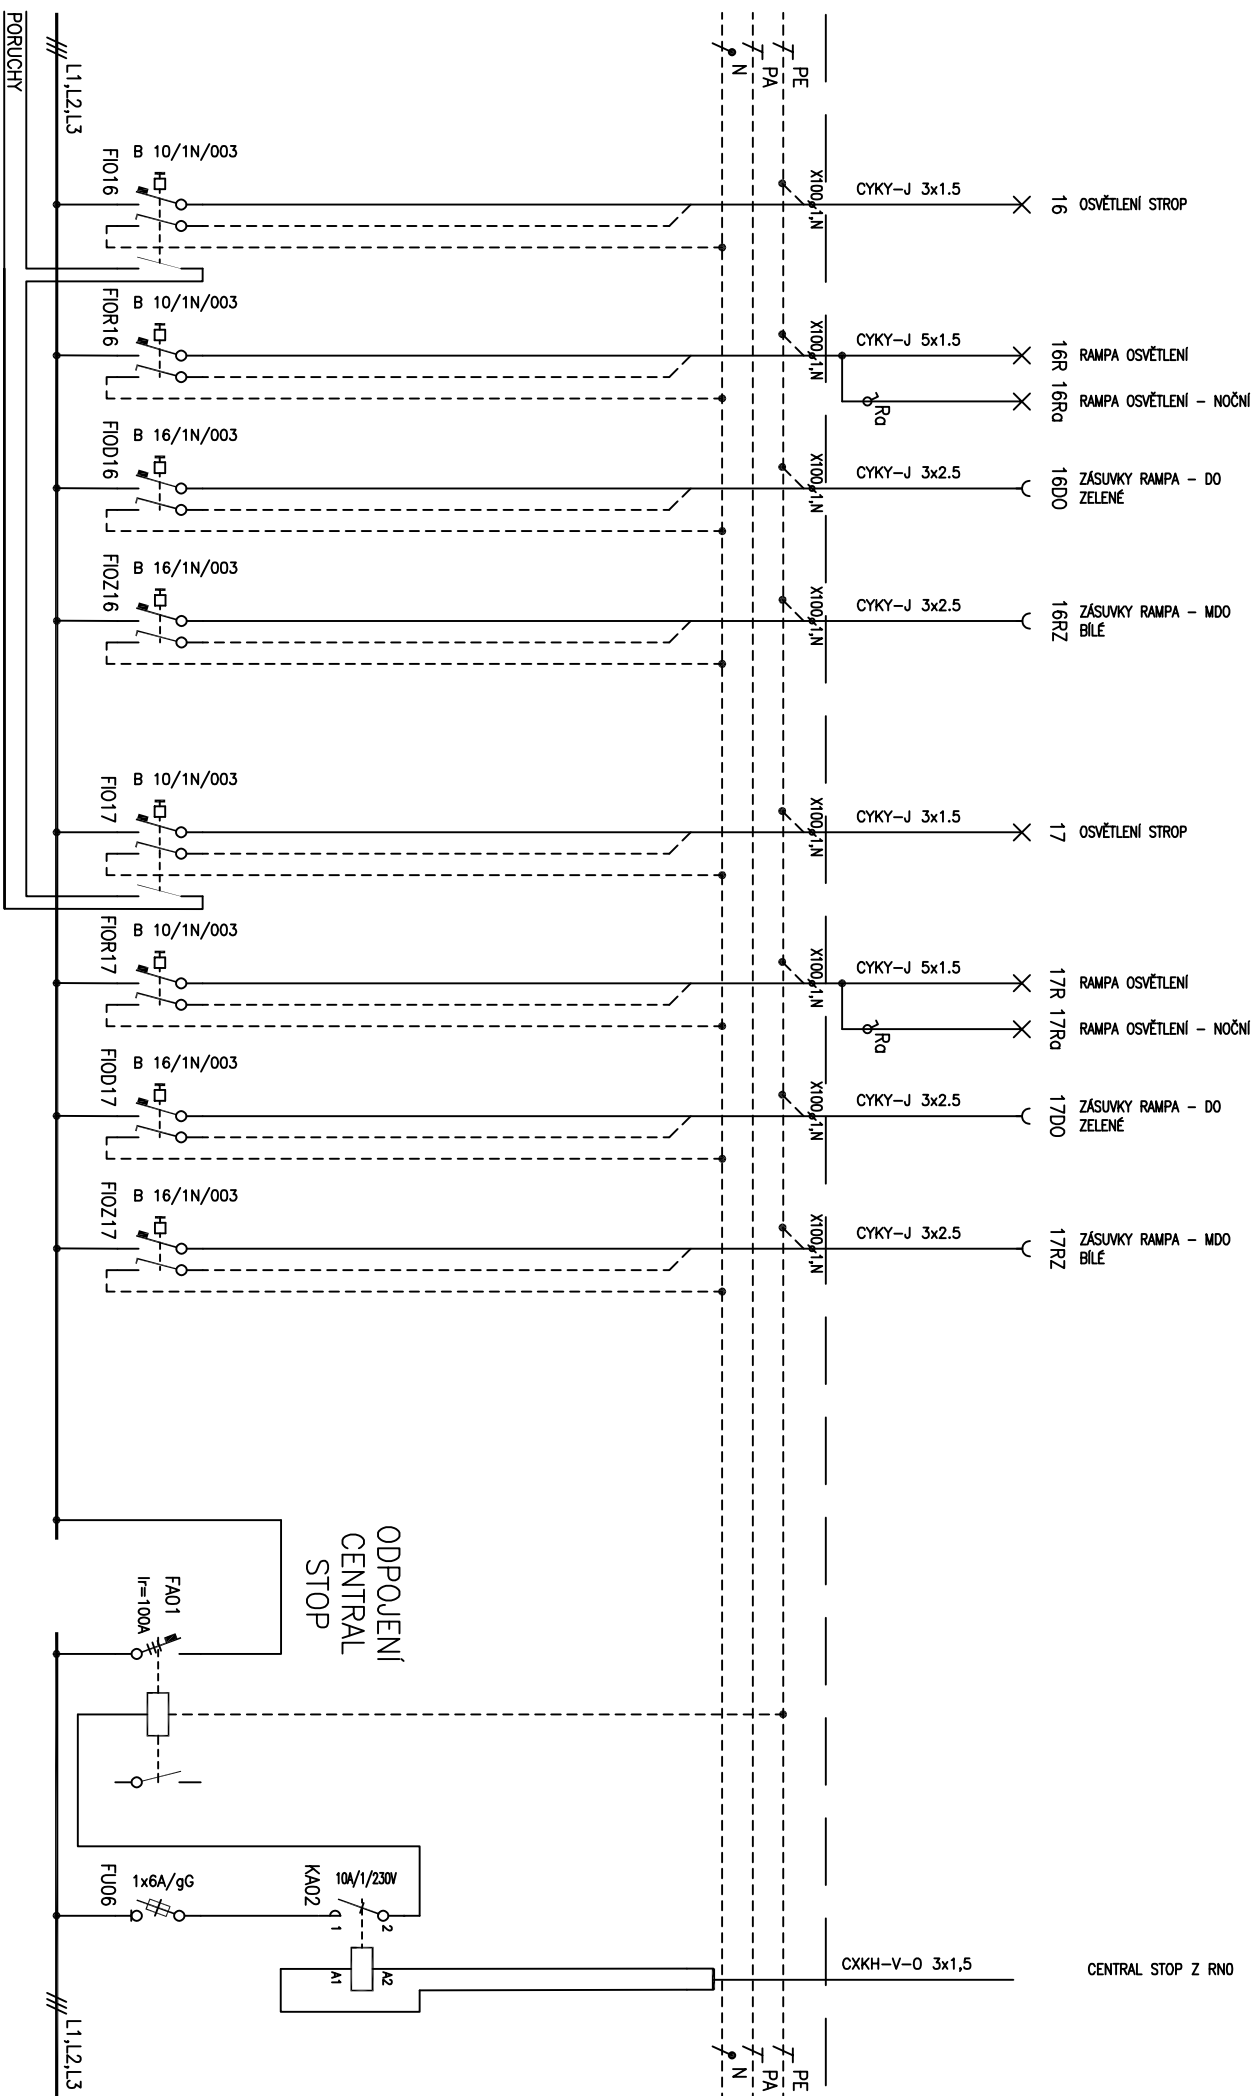 PORUCHY
L1,L2,L3
N
PA
PE
FIO16
B 10/1N/003
X100
1,N
CYKY-J 3x1.5
16
OSVĚTLENÍ STROP
FIOR16
B 10/1N/003
X100
1,N
CYKY-J 5x1.5
16R
RAMPA OSVĚTLENÍ
Ra
16Ra
RAMPA OSVĚTLENÍ - NOČNÍ
FIOD16
B 16/1N/003
X100
1,N
CYKY-J 3x2.5
16DO
ZÁSUVKY RAMPA - DO
ZELENÉ
FIOZ16
B 16/1N/003
X100
1,N
CYKY-J 3x2.5
16RZ
ZÁSUVKY RAMPA - MDO
BÍLÉ
FIO17
B 10/1N/003
X100
1,N
CYKY-J 3x1.5
17
OSVĚTLENÍ STROP
FIOR17
B 10/1N/003
X100
1,N
CYKY-J 5x1.5
17R
RAMPA OSVĚTLENÍ
Ra
17Ra
RAMPA OSVĚTLENÍ - NOČNÍ
FIOD17
B 16/1N/003
X100
1,N
CYKY-J 3x2.5
17DO
ZÁSUVKY RAMPA - DO
ZELENÉ
FIOZ17
B 16/1N/003
X100
1,N
CYKY-J 3x2.5
17RZ
ZÁSUVKY RAMPA - MDO
BÍLÉ
ODPOJENÍ
CENTRAL
STOP
FA01
Ir=100A
FU06
1x6A/gG
KA02
10A/1/230V
1
2
A1
A2
CXKH-V-O 3x1,5
CENTRAL STOP Z RNO
L1,L2,L3
N
PA
PE